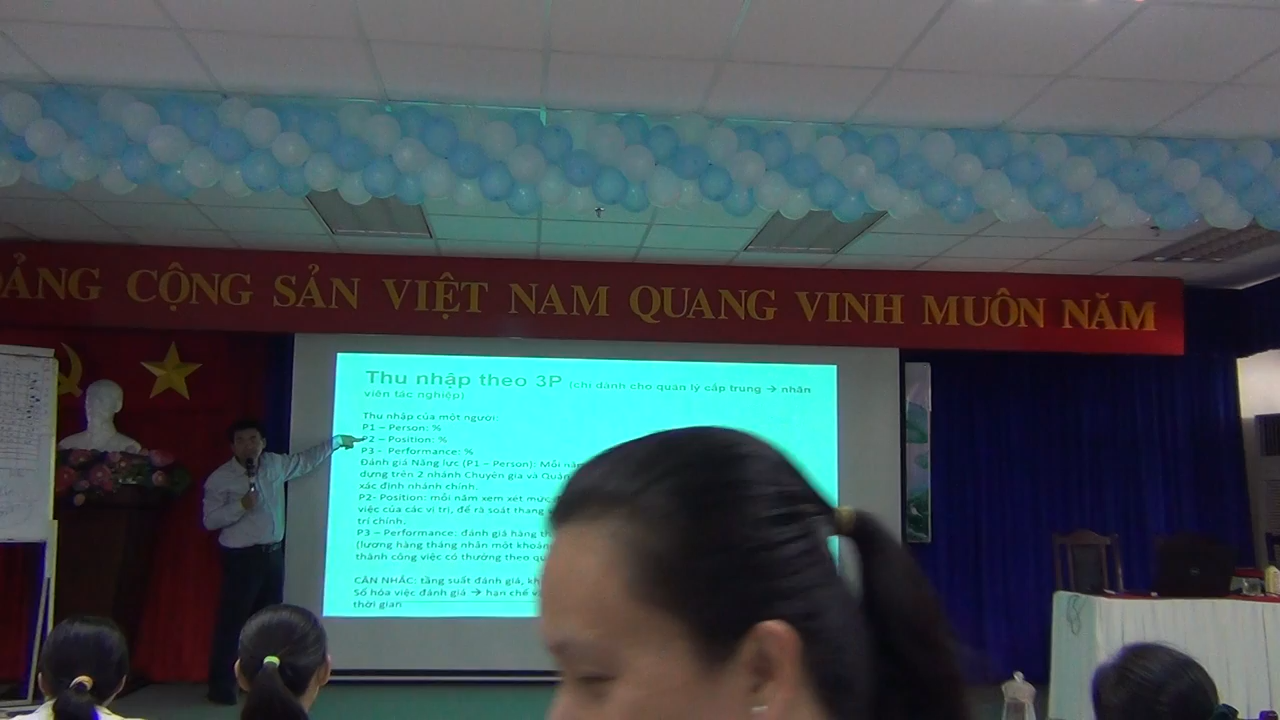 ĐẢNG CỘNG SẢN VIỆT NAM QUANG VINH MUÔN NĂM
Thu nhập theo 3P (chỉ dành cho quản lý cấp trung → nhân
viên tác nghiệp)
Thu nhập của một người:
P1 – Person: %
P2 – Position: %
P3 - Performance: %
Đánh giá Năng lực (P1 – Person): Mỗi năm
dựng trên 2 nhánh Chuyên gia và Quản
xác định nhánh chính.
P2- Position: mỗi năm xem xét mức
việc của các vị trí, để rà soát thang
trí chính.
P3 – Performance: đánh giá hàng
(lương hàng tháng nhân một khoản
thành công việc có thưởng theo
CÂN NHẮC: tầng suất đánh giá,
Số hóa việc đánh giá → hạn chế
thời gian